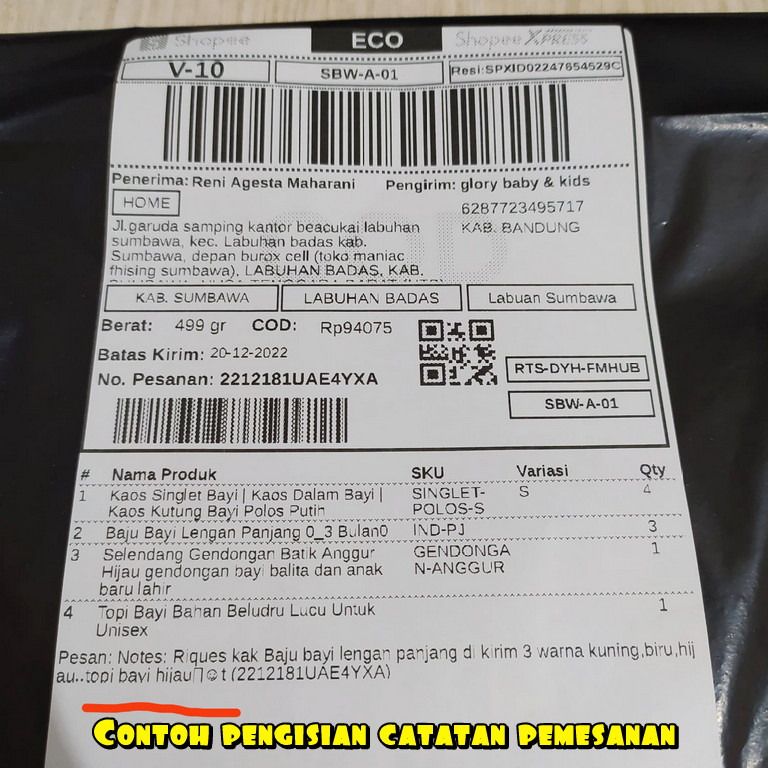 Shopee ECO Shopee XPRESS
V-10 SBW-A-01 Resi:SPXID02247654529C
Penerima: Reni Agesta Maharani Pengirim: glory baby & kids
HOME 6287723495717
Jl.garuda samping kantor beacukai labuhan KAB. BANDUNG
sumbawa, kec. Labuhan badas kab.
Sumbawa, depan burox cell (toko maniac
fhising sumbawa), LABUHAN BADAS, KAB.
KAB. SUMBAWA LABUHAN BADAS Labuan Sumbawa
Berat: 499 gr COD: Rp94075
Batas Kirim: 20-12-2022
RTS-DYH-FMHUB
No. Pesanan: 2212181UAE4YXA
SBW-A-01
# Nama Produk SKU Variasi Qty
1 Kaos Singlet Bayi | Kaos Dalam Bayi | SINGLET- S 4
Kaos Kutung Bayi Polos Putih POLOS-S
2 Baju Bayi Lengan Panjang 0_3 Bulan0 IND-PJ 3
3 Selendang Gendongan Batik Anggur GENDONGA 1
Hijau gendongan bayi balita dan anak N-ANGGUR
baru lahir
4 Topi Bayi Bahan Beludru Lucu Untuk 1
Unisex
Pesan: Notes: Riques kak Baju bayi lengan panjang di kirim 3 warna kuning,biru,hij
au..topi bayi hijau t (2212181UAE4YXA)
CONTOH PENGISIAN CATATAN PEMESANAN